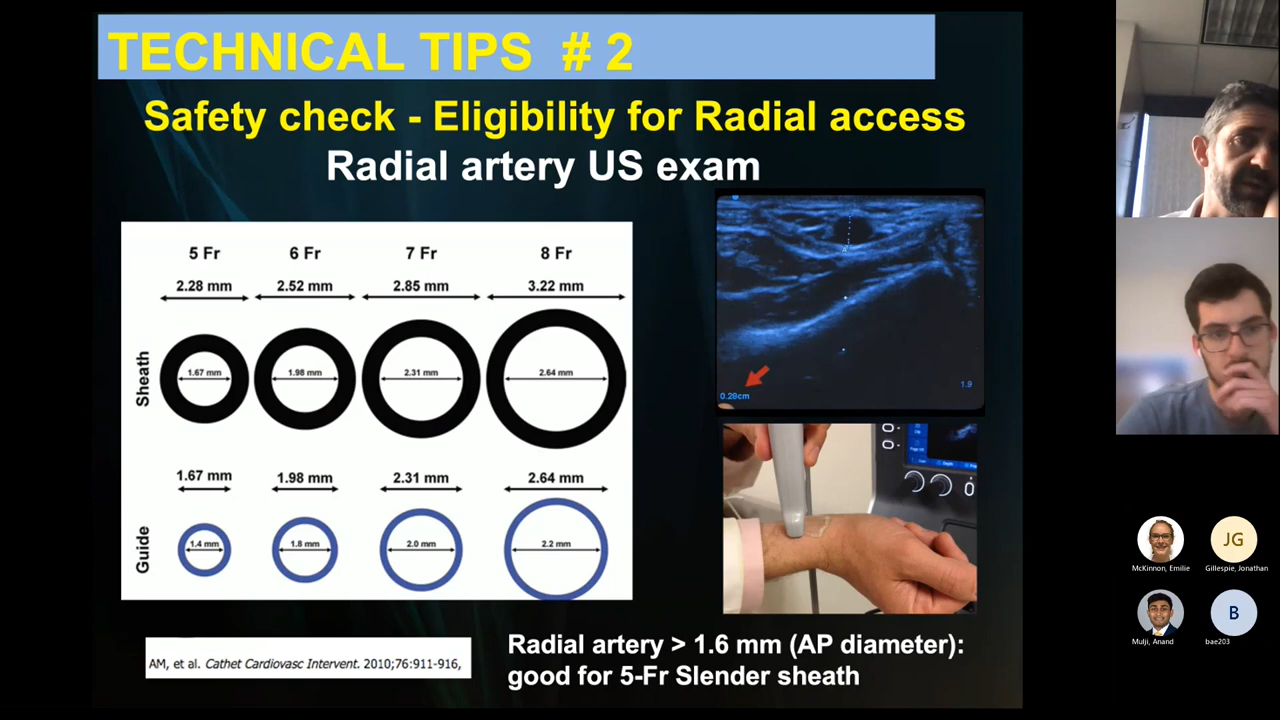 TECHNICAL TIPS # 2
Safety check - Eligibility for Radial access
Radial artery US exam
5 Fr 6 Fr 7 Fr 8 Fr
2.28 mm 2.52 mm 2.85 mm 3.22 mm
Sheath
1.67 mm 1.98 mm 2.31 mm 2.64 mm
1.67 mm 1.98 mm 2.31 mm 2.64 mm
Guide
1.4 mm 1.8 mm 2.0 mm 2.2 mm
0.28cm
1.9
AM, et al. Cathet Cardiovasc Intervent. 2010;76:911-916,
Radial artery > 1.6 mm (AP diameter):
good for 5-Fr Slender sheath
JG
McKinnon, Emilie
Gillespie, Jonathan
B
Mulji, Anand
bae203